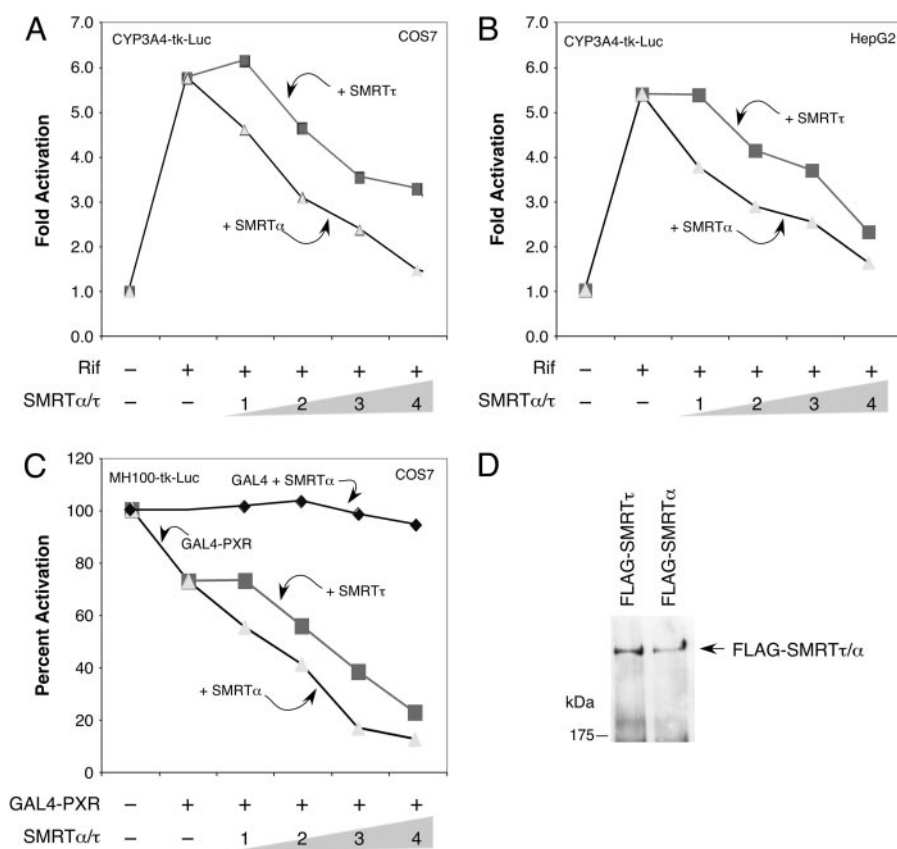 A
CYP3A4-tk-Luc
COS7
Fold Activation
7.0
6.0
5.0
4.0
3.0
2.0
1.0
0.0
+ SMRTτ
+ SMRTα
Rif – + + + + +
SMRTα/τ – – 1 2 3 4
B
CYP3A4-tk-Luc
HepG2
Fold Activation
7.0
6.0
5.0
4.0
3.0
2.0
1.0
0.0
+ SMRTτ
+ SMRTα
Rif – + + + + +
SMRTα/τ – – 1 2 3 4
C
MH100-tk-Luc
COS7
Percent Activation
120
100
80
60
40
20
0
GAL4 + SMRTα
GAL4-PXR
+ SMRTτ
+ SMRTα
GAL4-PXR – + + + + +
SMRTα/τ – – 1 2 3 4
D
FLAG-SMRTτ
FLAG-SMRTα
FLAG-SMRTτ/α
kDa
175